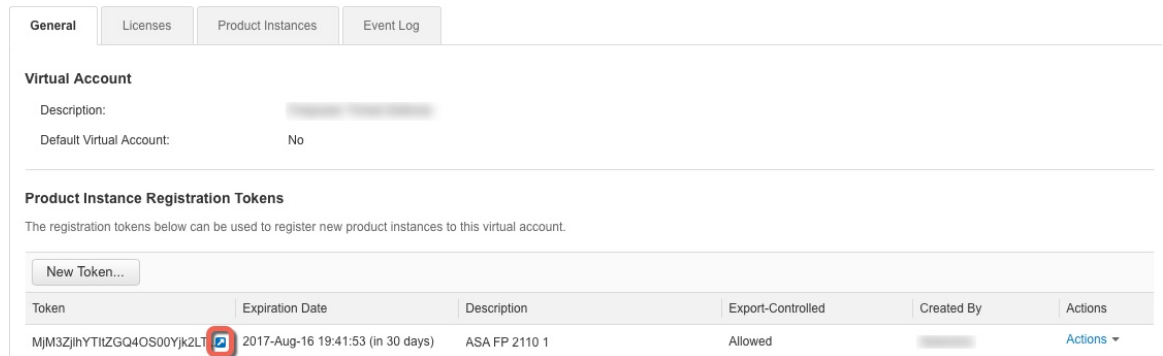 General Licenses Product Instances Event Log
Virtual Account
Description:
Default Virtual Account: No
Product Instance Registration Tokens
The registration tokens below can be used to register new product instances to this virtual account.
New Token...
Token Expiration Date Description Export-Controlled Created By Actions
2017-Aug-16 19:41:53 (in 30 days) ASA FP 2110 1 Allowed Actions